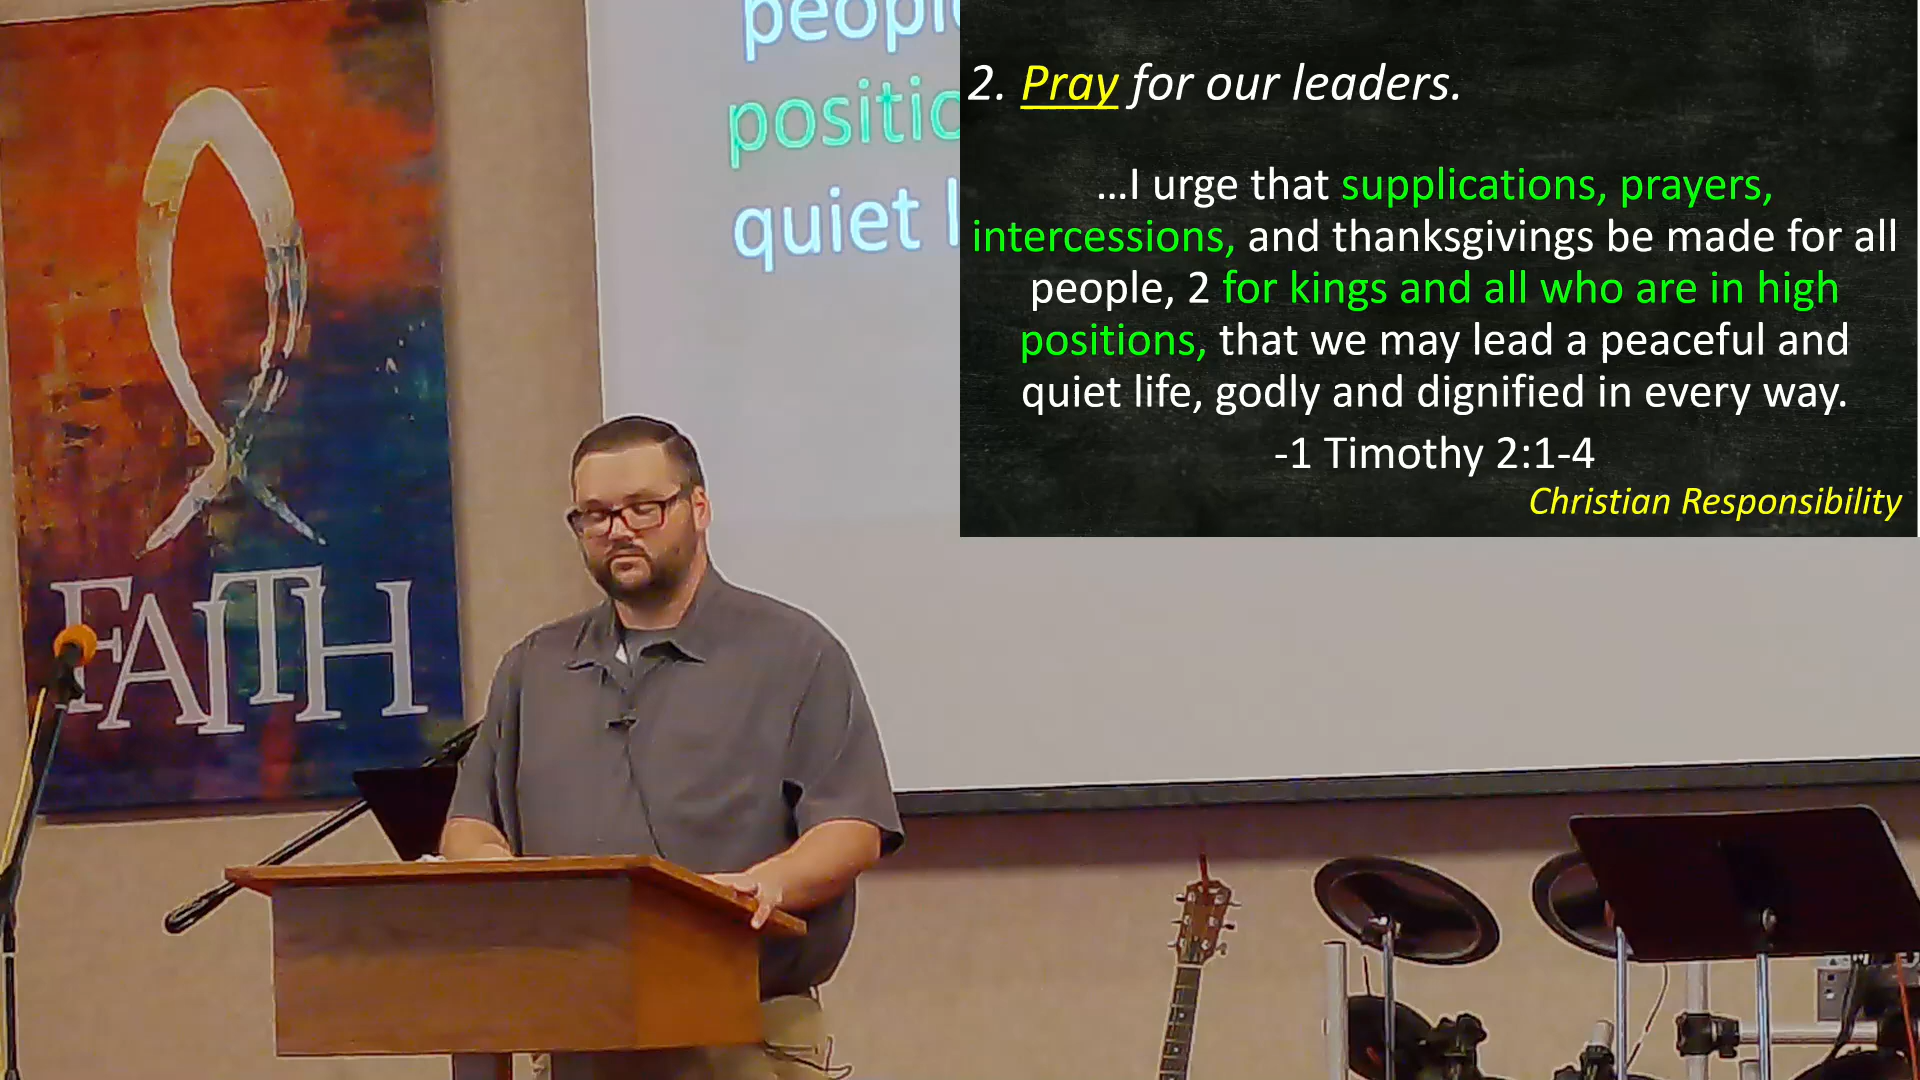 FAITH
people
positio
quiet l
2. Pray for our leaders.
…I urge that supplications, prayers,
intercessions, and thanksgivings be made for all
people, 2 for kings and all who are in high
positions, that we may lead a peaceful and
quiet life, godly and dignified in every way.
-1 Timothy 2:1-4
Christian Responsibility